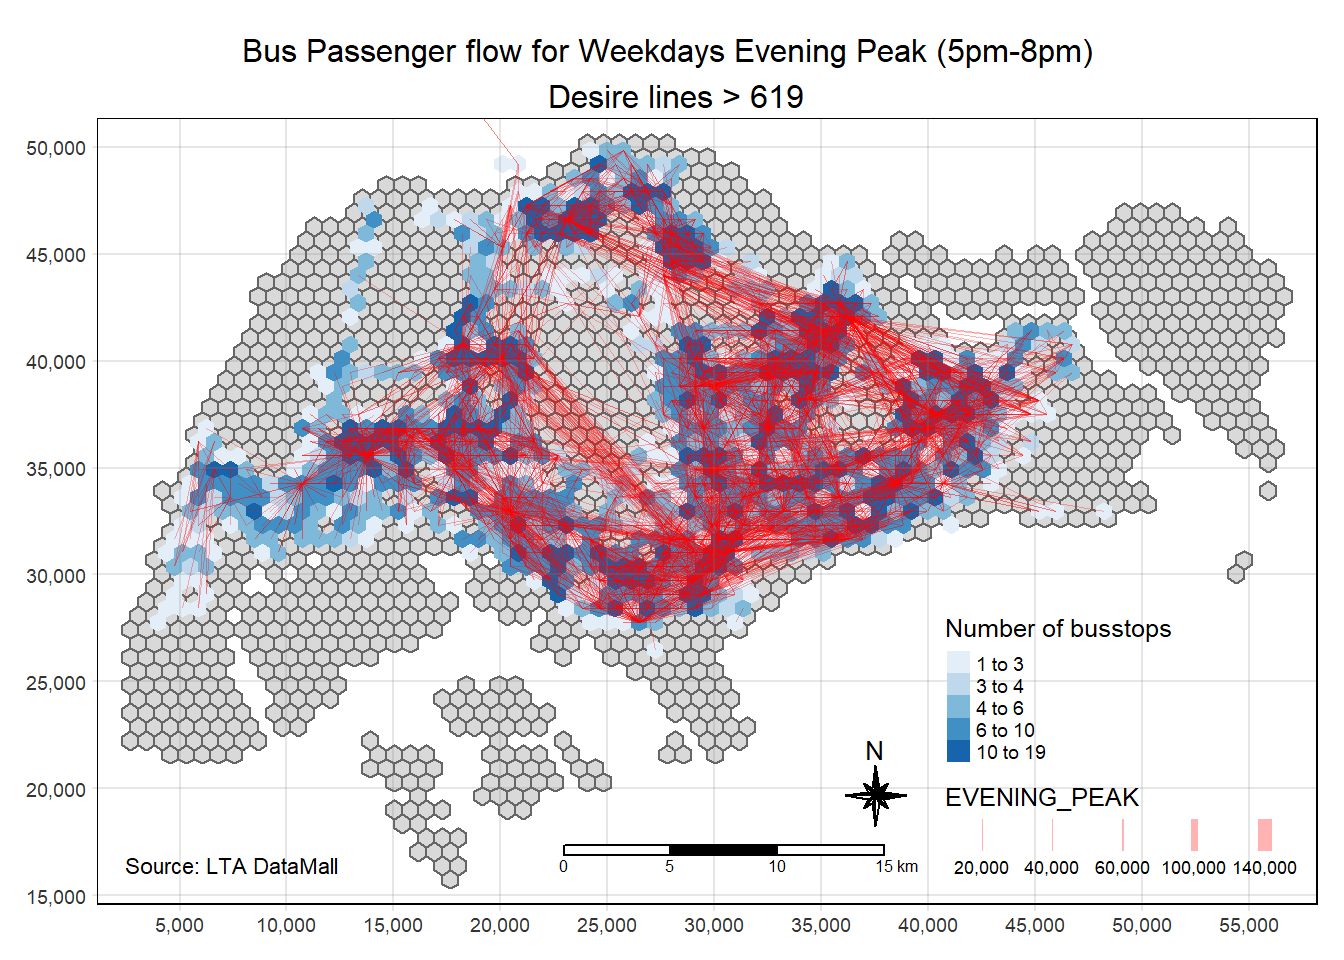 Bus Passenger flow for Weekdays Evening Peak (5pm-8pm)
Desire lines > 619
50,000
45,000
40,000
35,000
30,000
25,000
20,000
15,000
Number of busstops
1 to 3
3 to 4
4 to 6
6 to 10
10 to 19
N
EVENING_PEAK
20,000 40,000 60,000 100,000 140,000
0 5 10 15 km
Source: LTA DataMall
5,000 10,000 15,000 20,000 25,000 30,000 35,000 40,000 45,000 50,000 55,000